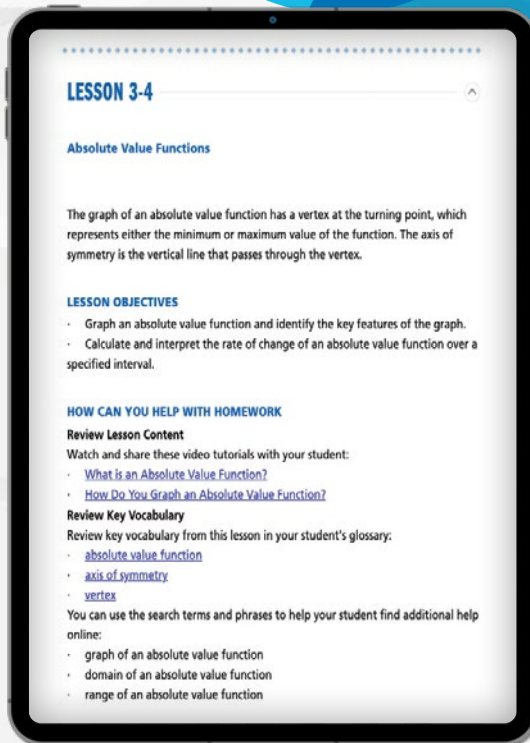 LESSON 3-4
Absolute Value Functions
The graph of an absolute value function has a vertex at the turning point, which
represents either the minimum or maximum value of the function. The axis of
symmetry is the vertical line that passes through the vertex.
LESSON OBJECTIVES
· Graph an absolute value function and identify the key features of the graph.
· Calculate and interpret the rate of change of an absolute value function over a
specified interval.
HOW CAN YOU HELP WITH HOMEWORK
Review Lesson Content
Watch and share these video tutorials with your student:
· What is an Absolute Value Function?
· How Do You Graph an Absolute Value Function?
Review Key Vocabulary
Review key vocabulary from this lesson in your student's glossary:
· absolute value function
· axis of symmetry
· vertex
You can use the search terms and phrases to help your student find additional help
online:
· graph of an absolute value function
· domain of an absolute value function
· range of an absolute value function